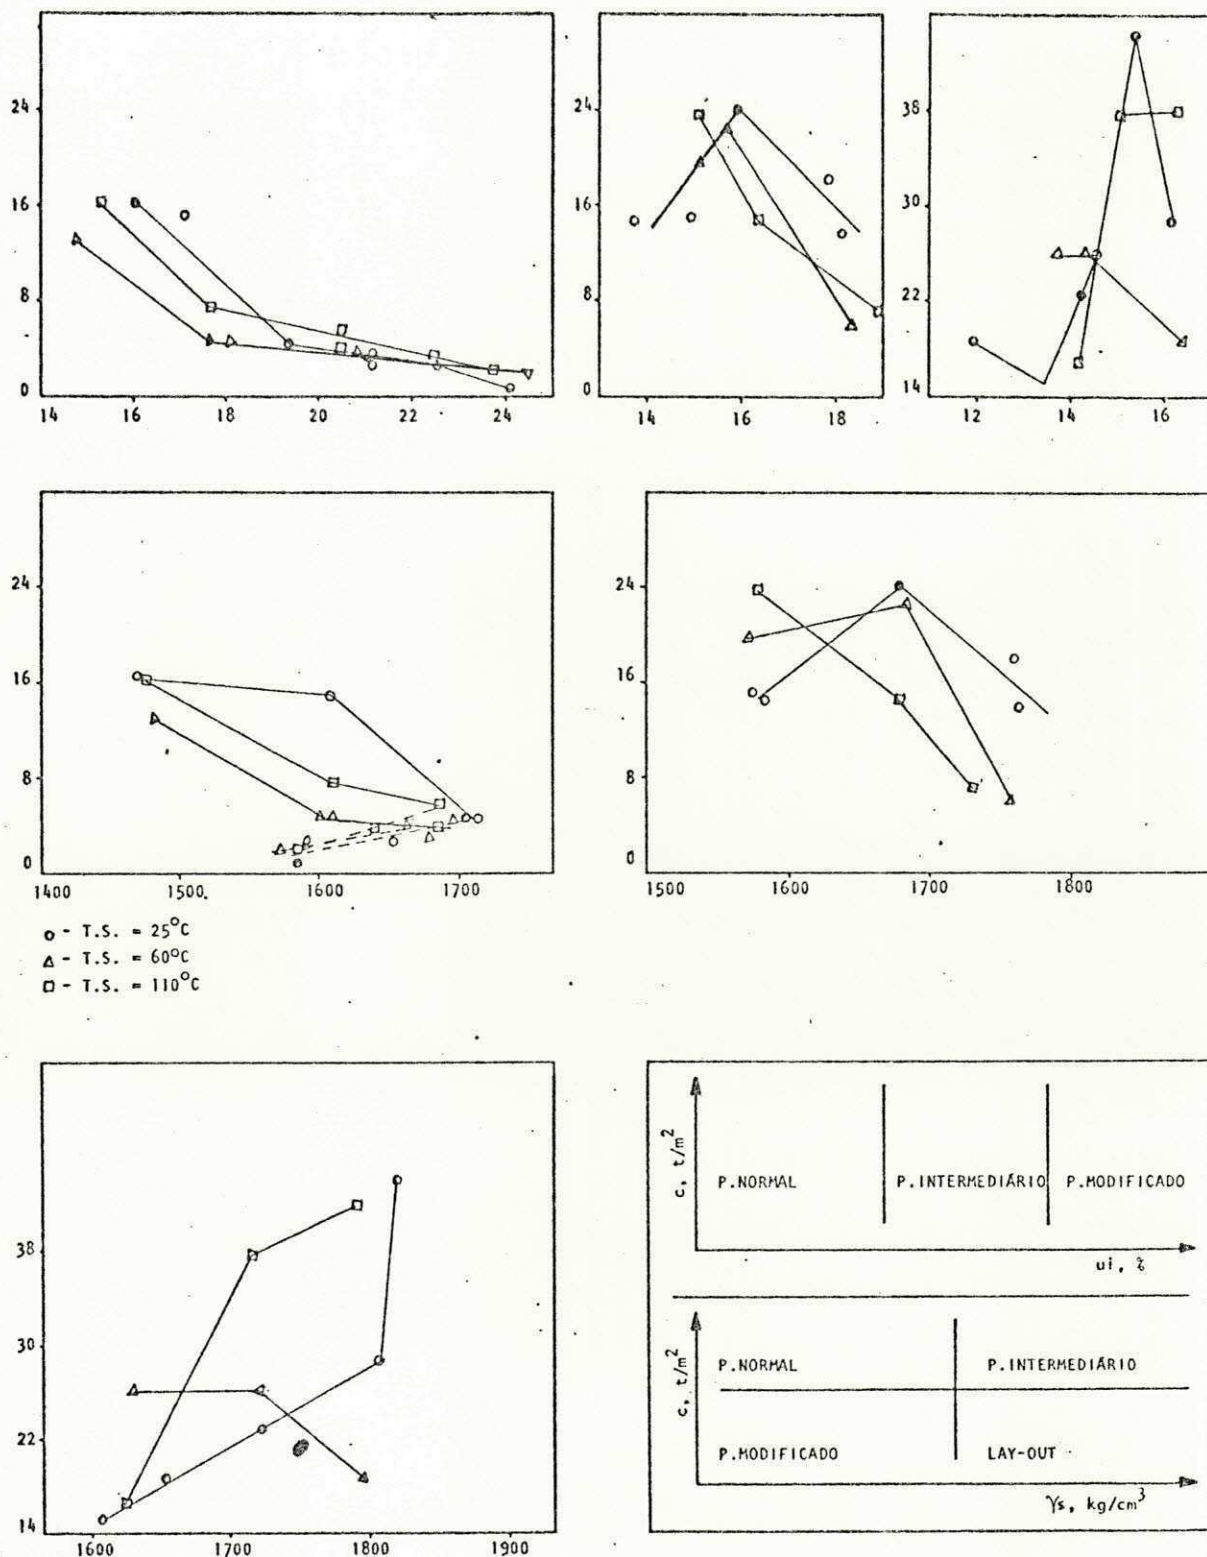 24
16
8
0
14 16 18 20 22 24
24
16
8
0
14 16 18
38
30
22
14
12 14 16
24
16
8
0
1400 1500. 1600 1700
24
16
8
0
1500 1600 1700 1800
o - T.S. = 25°C
Δ - T.S. = 60°C
□ - T.S. = 110°C
38
30
22
14
1600 1700 1800 1900
c, t/m²
P.NORMAL P.INTERMEDIÁRIO P.MODIFICADO
ui, %
c, t/m²
P.NORMAL P.INTERMEDIÁRIO
P.MODIFICADO LAY-OUT
γs, kg/cm³